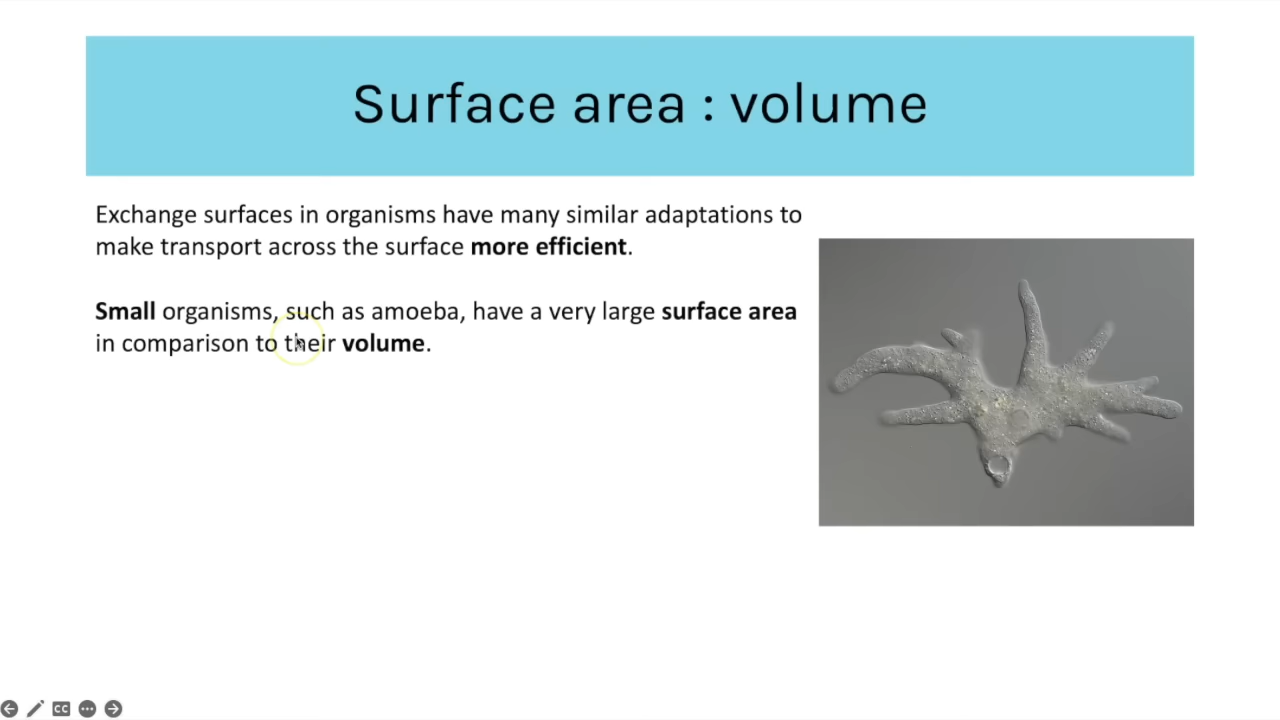 Surface area : volume
Exchange surfaces in organisms have many similar adaptations to
make transport across the surface more efficient.
Small organisms, such as amoeba, have a very large surface area
in comparison to their volume.
CC